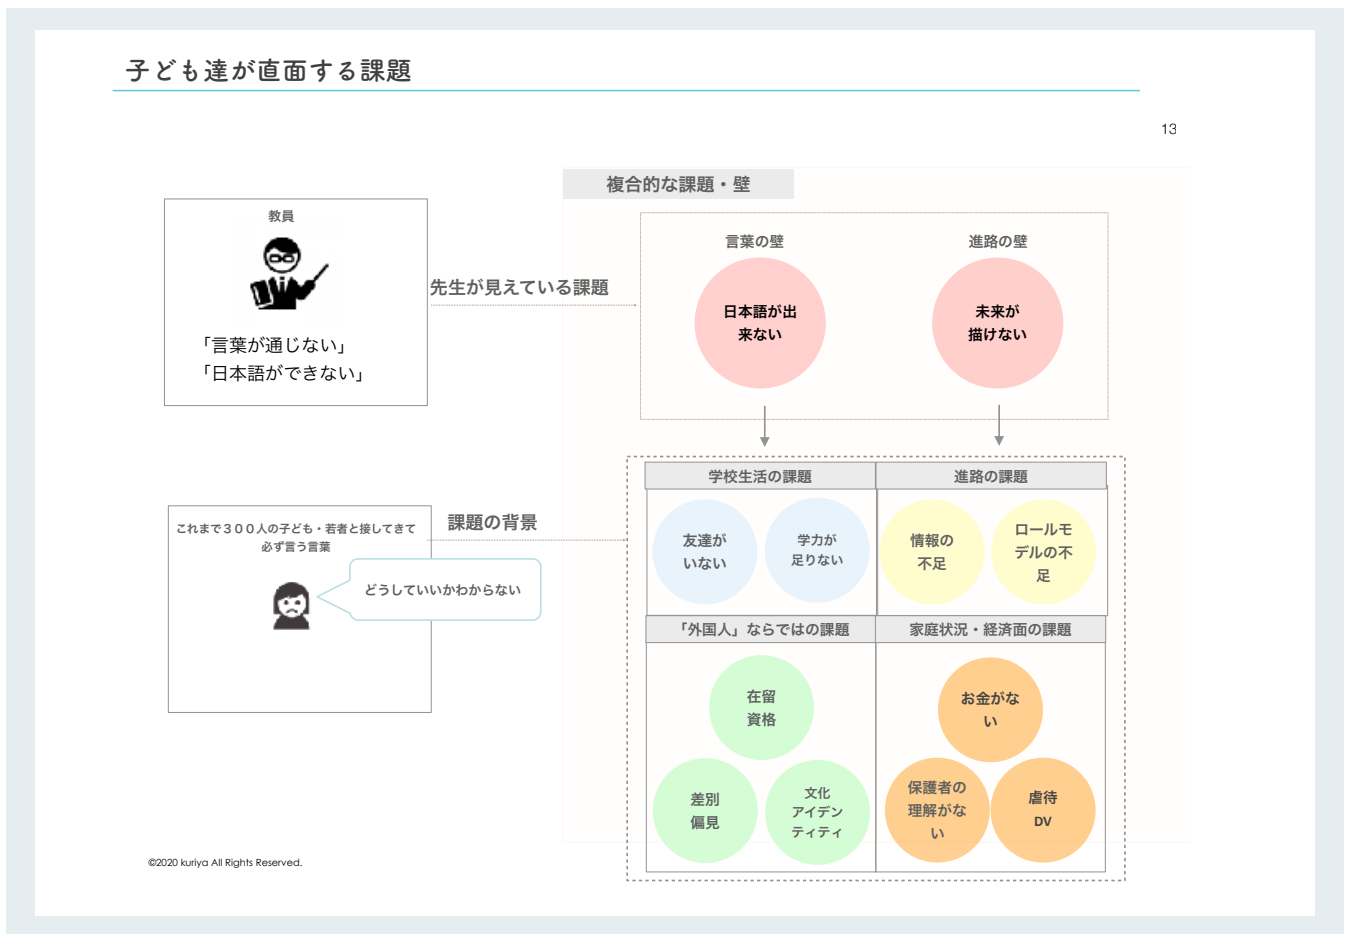 子ども達が直面する課題
13
複合的な課題・壁
教員
「言葉が通じない」
「日本語ができない」
先生が見えている課題
言葉の壁
日本語が出
来ない
進路の壁
未来が
描けない
これまで３００人の子ども・若者と接してきて
必ず言う言葉
どうしていいかわからない
課題の背景
学校生活の課題
友達が
いない
学力が
足りない
進路の課題
情報の
不足
ロールモ
デルの不
足
「外国人」ならではの課題
在留
資格
差別
偏見
文化
アイデン
ティティ
家庭状況・経済面の課題
お金がな
い
保護者の
理解がな
い
虐待
DV
©2020 kuriya All Rights Reserved.